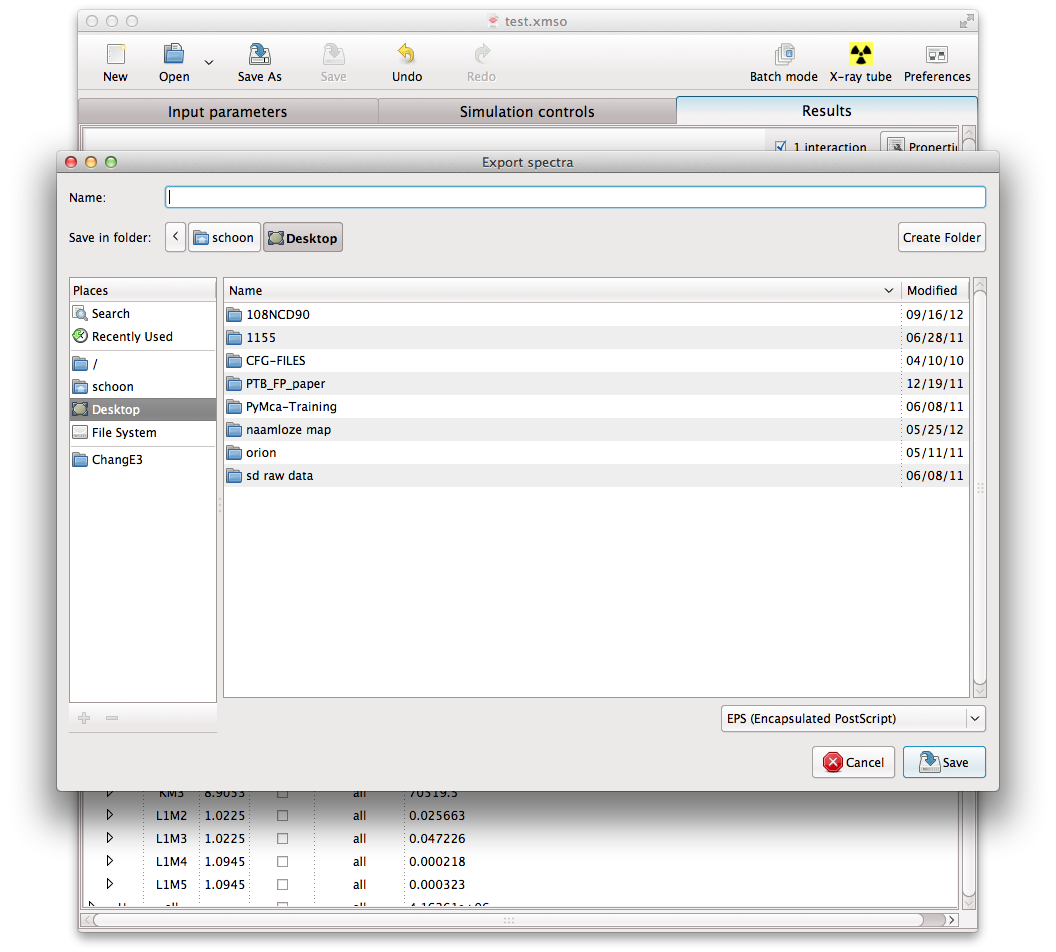 test.xmso
New Open Save As Save Undo Redo Batch mode X-ray tube Preferences
Input parameters Simulation controls Results
1 interaction
Export spectra
Name:
Save in folder: < schoon Desktop Create Folder
Places Name Modified
Search
Recently Used
/
schoon
Desktop
File System
ChangE3
108NCD90 09/16/12
1155 06/28/11
CFG-FILES 04/10/10
PTB_FP_paper 12/19/11
PyMca-Training 06/08/11
naamloze map 05/25/12
orion 05/11/11
sd raw data 06/08/11
EPS (Encapsulated PostScript)
Cancel Save
KM3 8.9053 all 70519.5
L1M2 1.0225 all 0.025663
L1M3 1.0225 all 0.047226
L1M4 1.0945 all 0.000218
L1M5 1.0945 all 0.000323